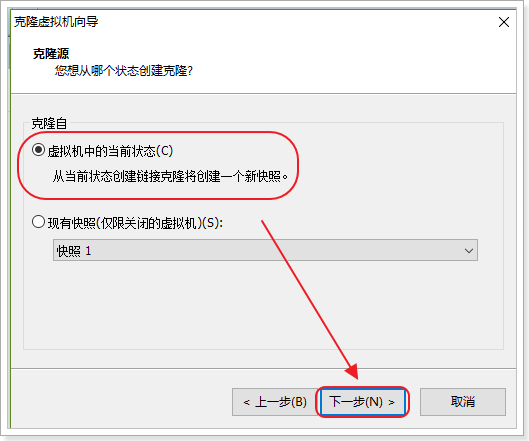 克隆虚拟机向导
克隆源
您想从哪个状态创建克隆?
克隆自
虚拟机中的当前状态(C)
从当前状态创建链接克隆将创建一个新快照。
现有快照(仅限关闭的虚拟机)(S):
快照 1
< 上一步(B)
下一步(N) >
取消